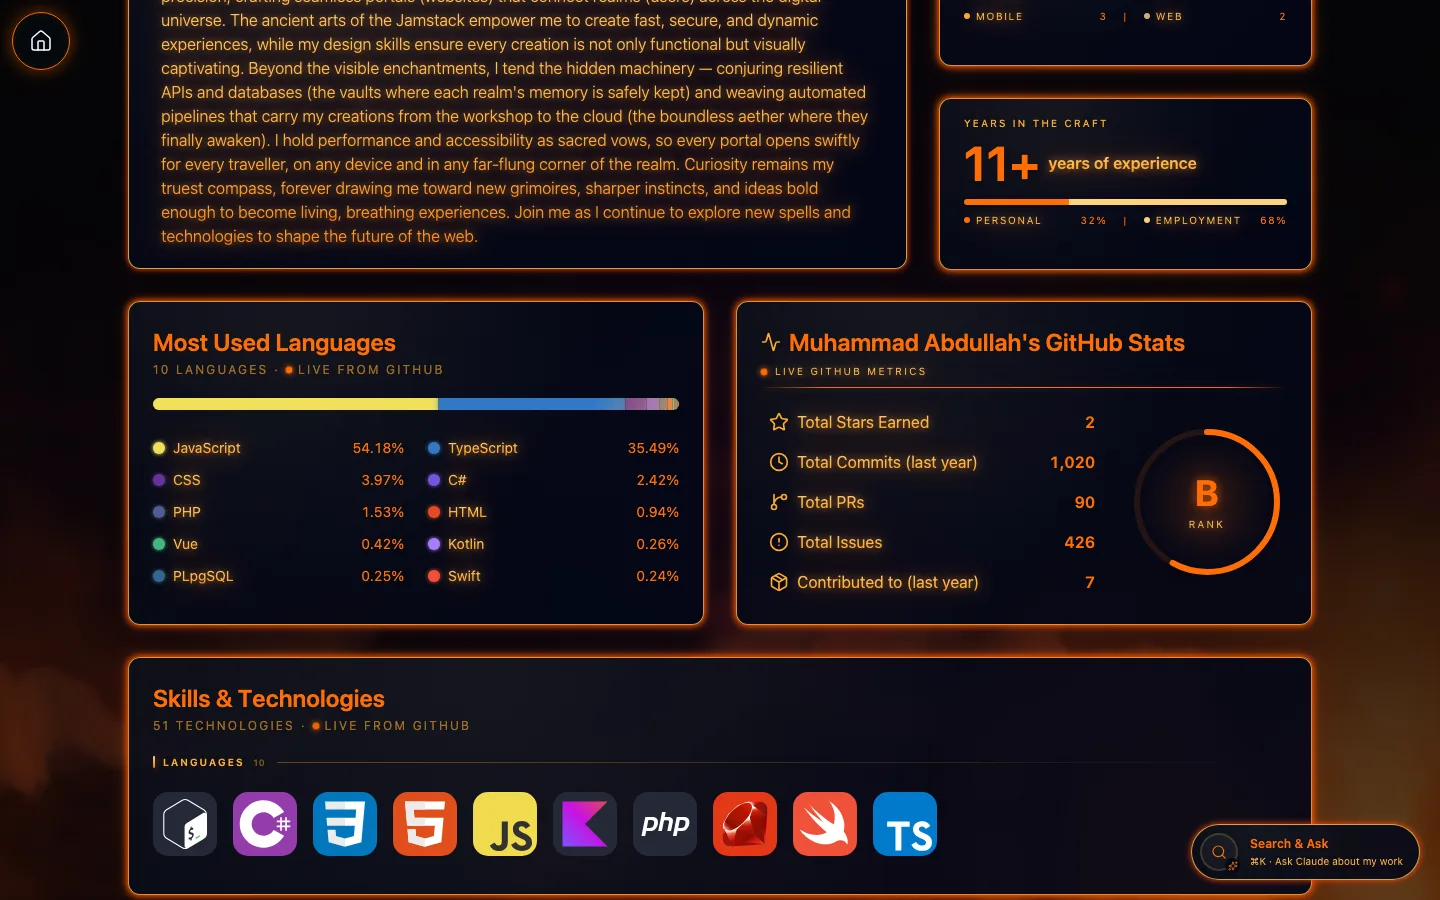 universe. The ancient arts of the Jamstack empower me to create fast, secure, and dynamic
experiences, while my design skills ensure every creation is not only functional but visually
captivating. Beyond the visible enchantments, I tend the hidden machinery — conjuring resilient
APIs and databases (the vaults where each realm's memory is safely kept) and weaving automated
pipelines that carry my creations from the workshop to the cloud (the boundless aether where they
finally awaken). I hold performance and accessibility as sacred vows, so every portal opens swiftly
for every traveller, on any device and in any far-flung corner of the realm. Curiosity remains my
truest compass, forever drawing me toward new grimoires, sharper instincts, and ideas bold
enough to become living, breathing experiences. Join me as I continue to explore new spells and
technologies to shape the future of the web.
MOBILE 3 | WEB 2
YEARS IN THE CRAFT
11+ years of experience
PERSONAL 32% | EMPLOYMENT 68%
Most Used Languages
10 LANGUAGES · LIVE FROM GITHUB
JavaScript 54.18% TypeScript 35.49%
CSS 3.97% C# 2.42%
PHP 1.53% HTML 0.94%
Vue 0.42% Kotlin 0.26%
PLpgSQL 0.25% Swift 0.24%
Muhammad Abdullah's GitHub Stats
LIVE GITHUB METRICS
Total Stars Earned 2
Total Commits (last year) 1,020
Total PRs 90
Total Issues 426
Contributed to (last year) 7
B
RANK
Skills & Technologies
51 TECHNOLOGIES · LIVE FROM GITHUB
LANGUAGES 10
$_ C# 3 5 JS php TS
Search & Ask
⌘K · Ask Claude about my work